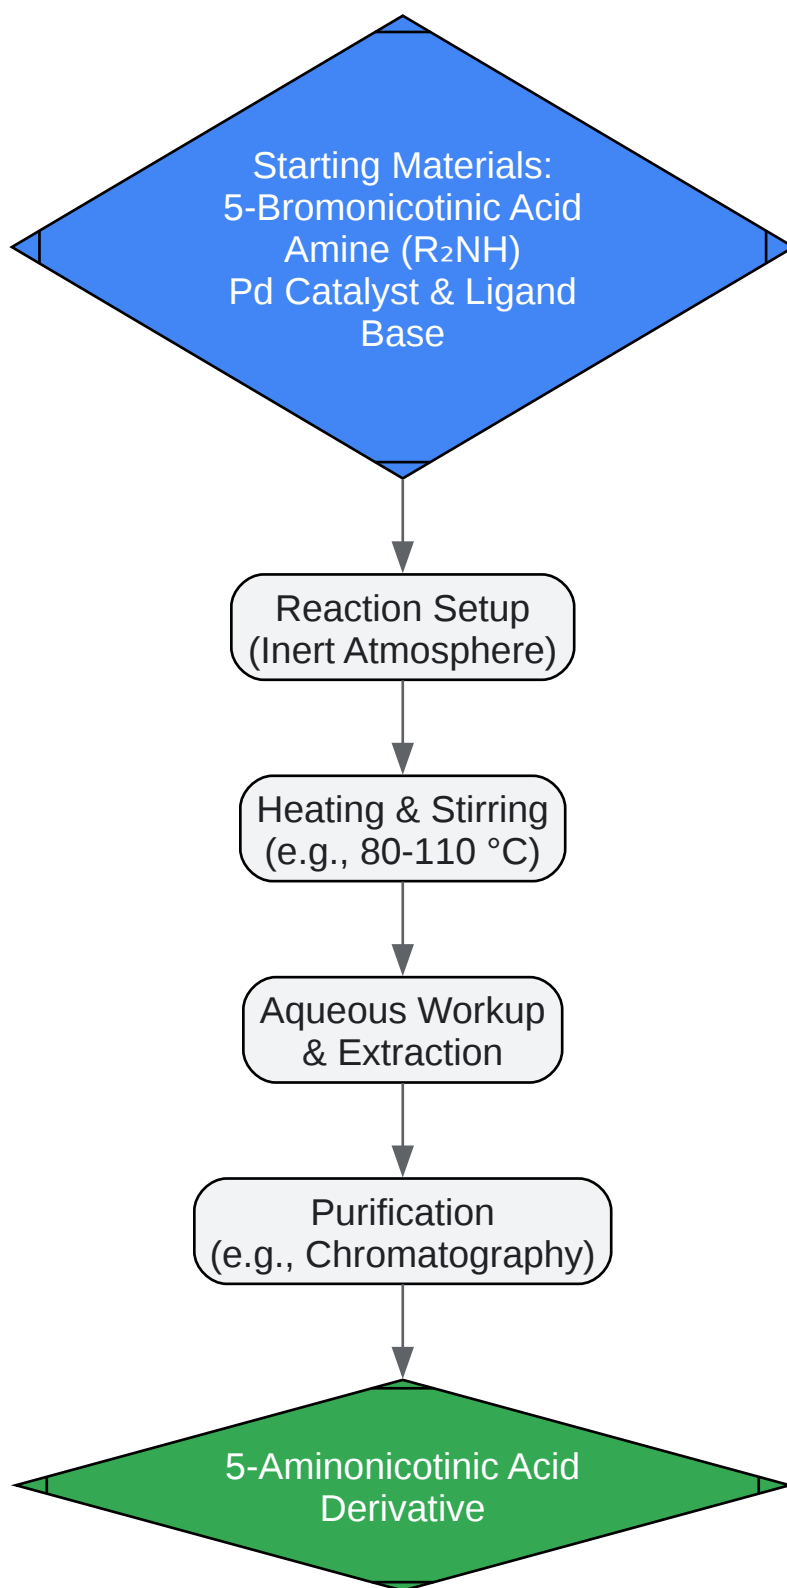 Starting Materials:
5-Bromonicotinic Acid
Amine (R₂NH)
Pd Catalyst & Ligand
Base
Reaction Setup
(Inert Atmosphere)
Heating & Stirring
(e.g., 80-110 °C)
Aqueous Workup
& Extraction
Purification
(e.g., Chromatography)
5-Aminonicotinic Acid
Derivative